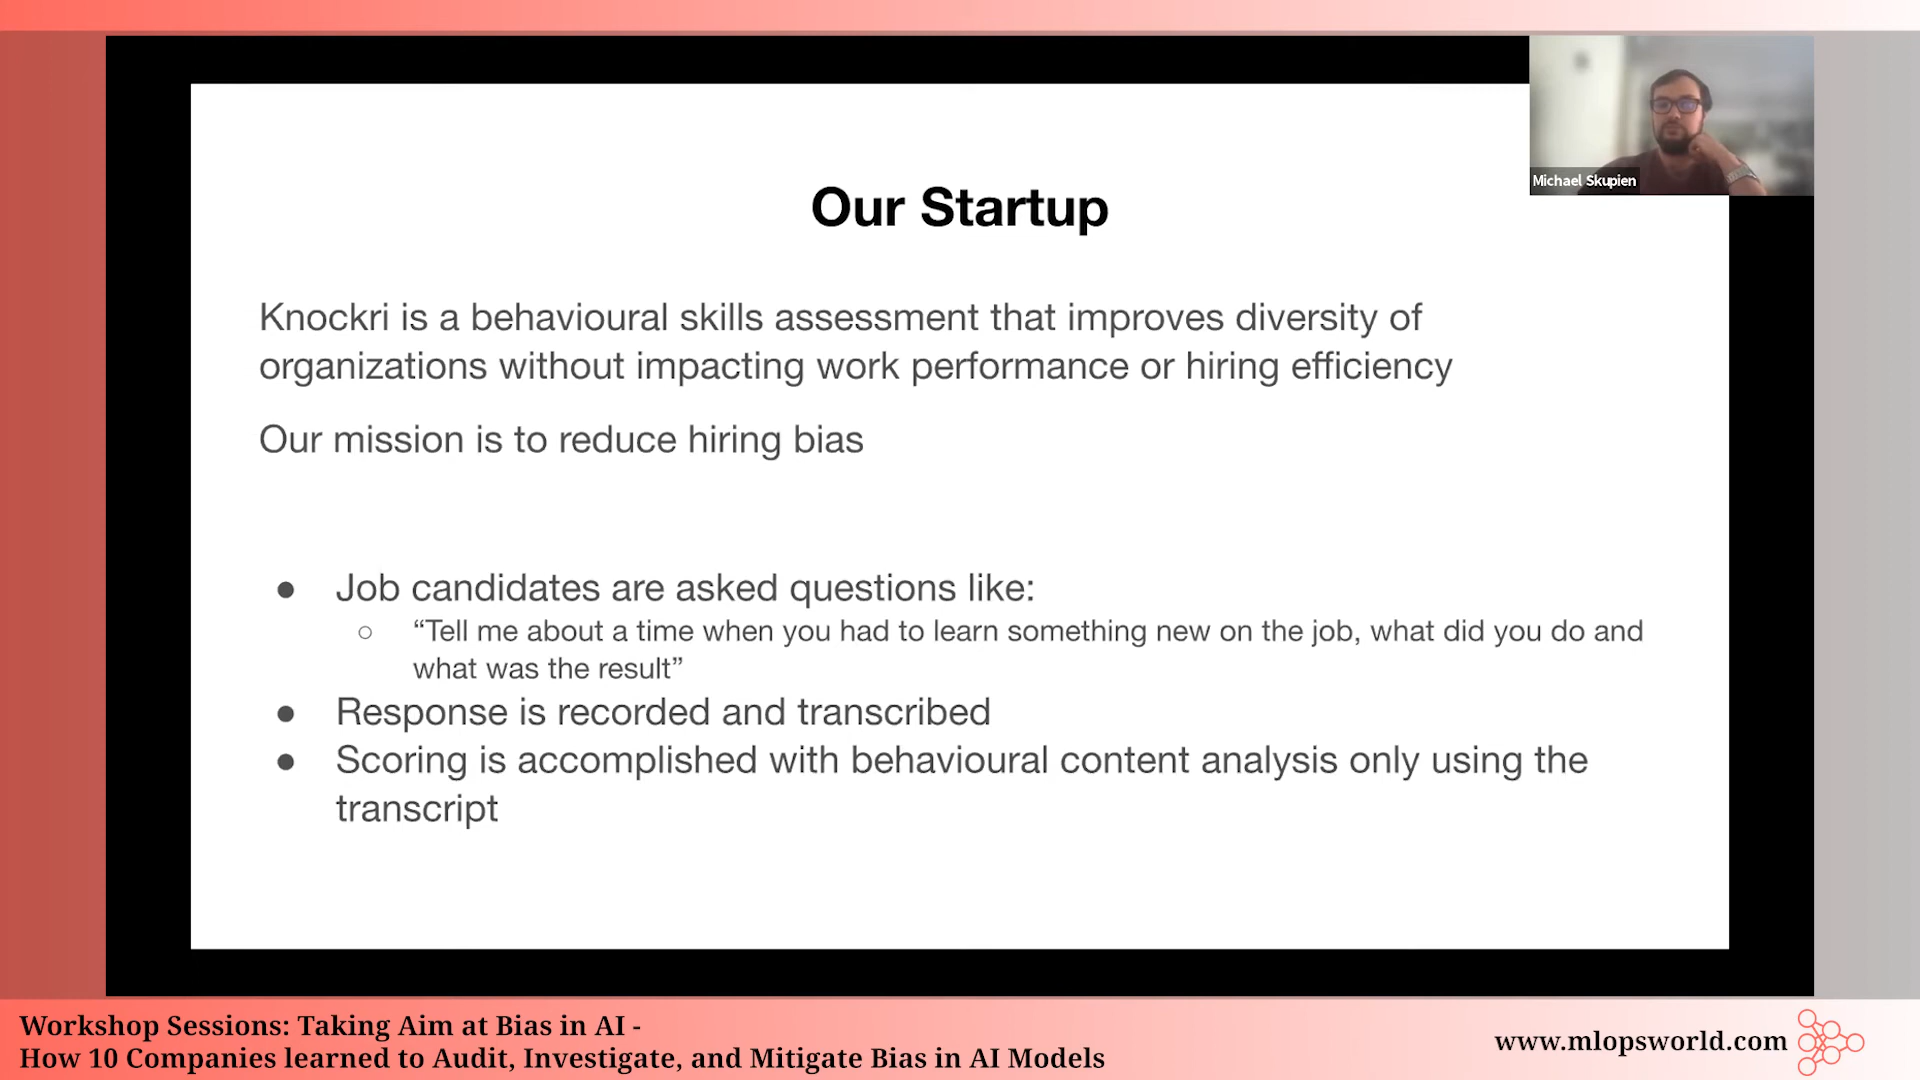 Michael Skupien
Our Startup
Knockri is a behavioural skills assessment that improves diversity of
organizations without impacting work performance or hiring efficiency
Our mission is to reduce hiring bias
● Job candidates are asked questions like:
○ “Tell me about a time when you had to learn something new on the job, what did you do and
what was the result”
● Response is recorded and transcribed
● Scoring is accomplished with behavioural content analysis only using the
transcript
Workshop Sessions: Taking Aim at Bias in AI -
How 10 Companies learned to Audit, Investigate, and Mitigate Bias in AI Models
www.mlopsworld.com